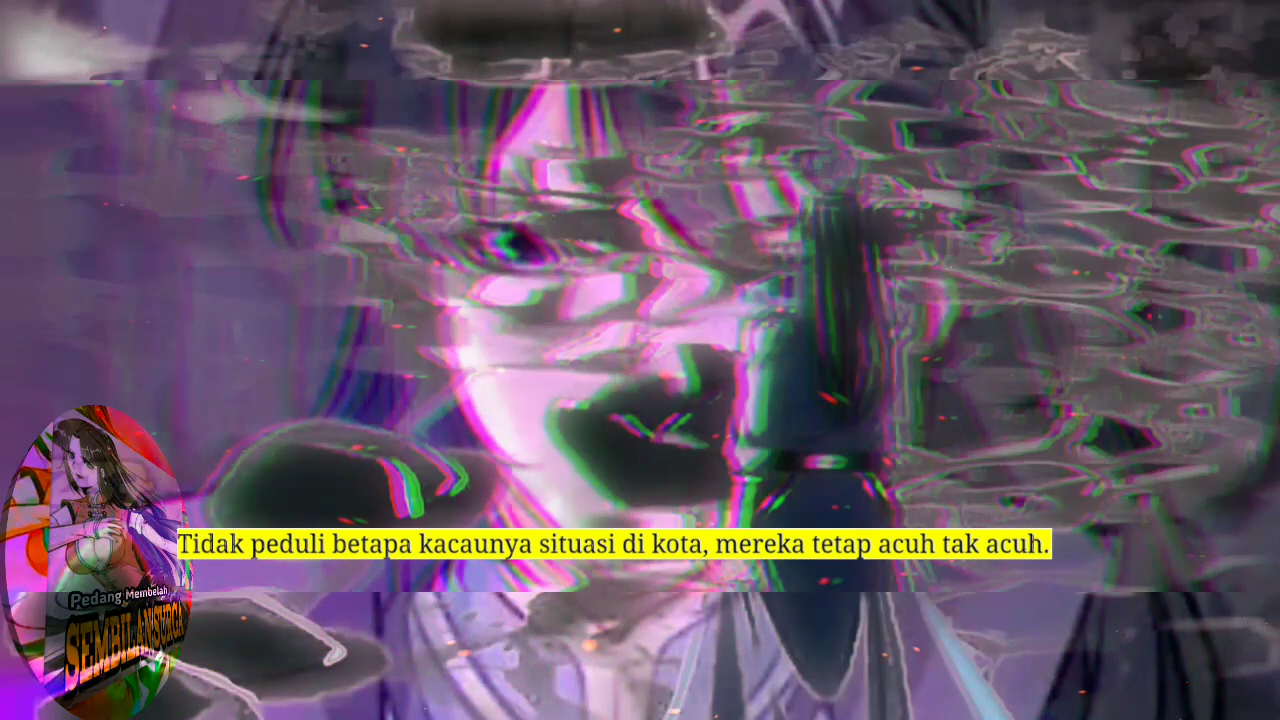 Tidak peduli betapa kacaunya situasi di kota, mereka tetap acuh tak acuh.
Pedang Membelah
SEMBILAN SURGA